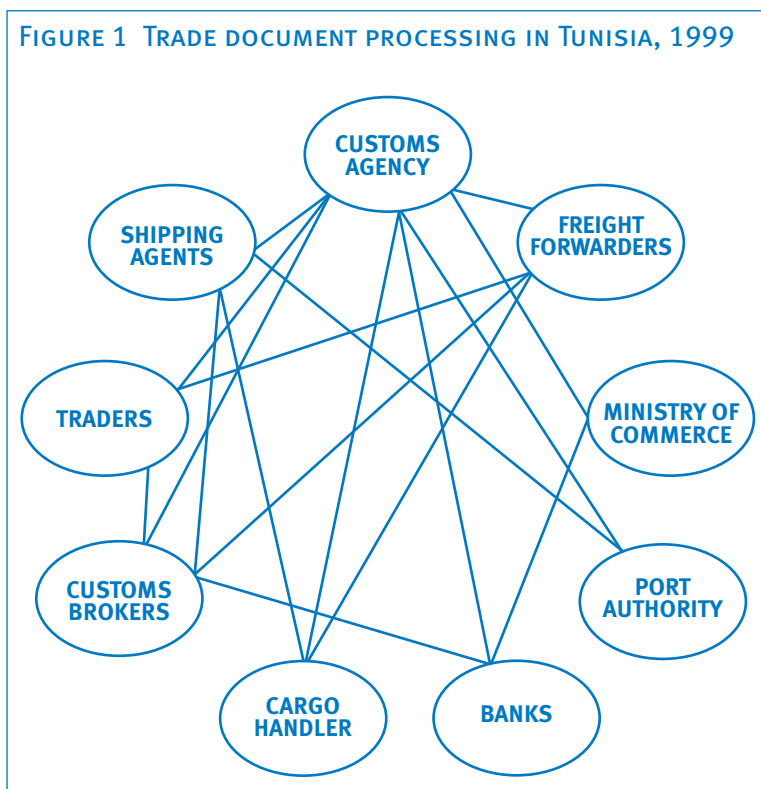 FIGURE 1 TRADE DOCUMENT PROCESSING IN TUNISIA, 1999
CUSTOMS
AGENCY
SHIPPING
AGENTS
FREIGHT
FORWARDERS
TRADERS
MINISTRY OF
COMMERCE
CUSTOMS
BROKERS
PORT
AUTHORITY
CARGO
HANDLER
BANKS